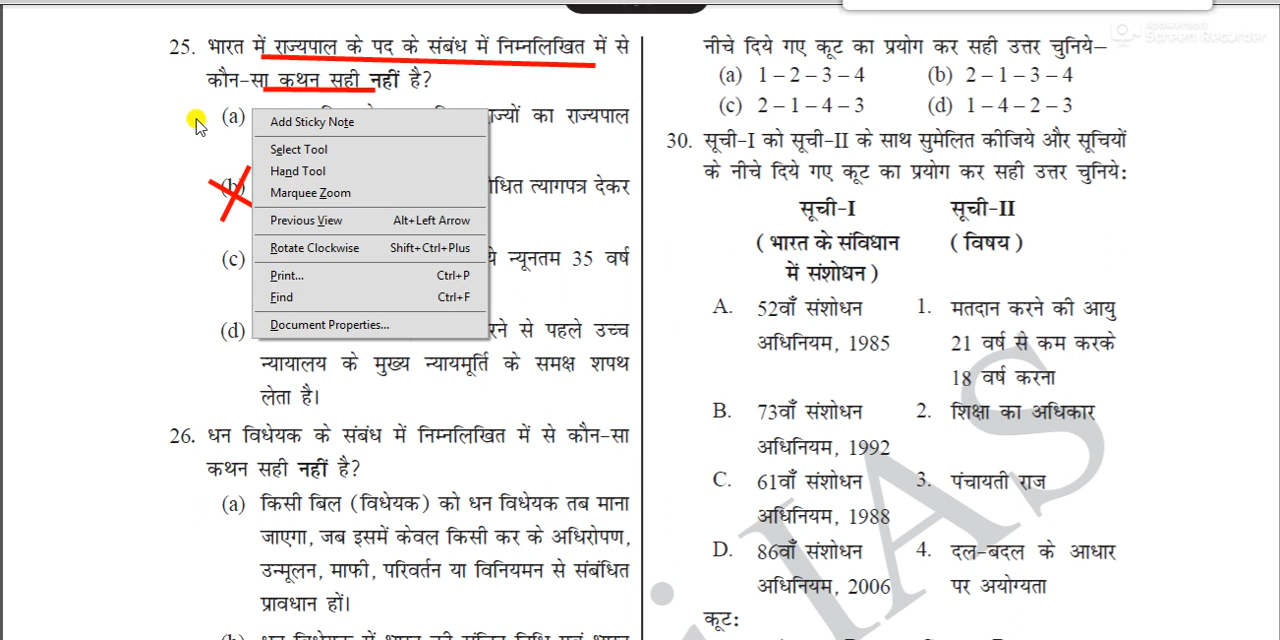 25. भारत में राज्यपाल के पद के संबंध में निम्नलिखित में से
कौन-सा कथन सही नहीं है?
(a) राज्यों का राज्यपाल
(b) त्यागपत्र देकर
(c) न्यूनतम 35 वर्ष
(d) से पहले उच्च
न्यायालय के मुख्य न्यायमूर्ति के समक्ष शपथ
लेता है।
Add Sticky Note
Select Tool
Hand Tool
Marquee Zoom
Previous View Alt+Left Arrow
Rotate Clockwise Shift+Ctrl+Plus
Print... Ctrl+P
Find Ctrl+F
Document Properties...
26. धन विधेयक के संबंध में निम्नलिखित में से कौन-सा
कथन सही नहीं है?
(a) किसी बिल (विधेयक) को धन विधेयक तब माना
जाएगा, जब इसमें केवल किसी कर के अधिरोपण,
उन्मूलन, माफी, परिवर्तन या विनियमन से संबंधित
प्रावधान हों।
नीचे दिये गए कूट का प्रयोग कर सही उत्तर चुनिये–
(a) 1–2–3–4 (b) 2–1–3–4
(c) 2–1–4–3 (d) 1–4–2–3
30. सूची-I को सूची-II के साथ सुमेलित कीजिये और सूचियों
के नीचे दिये गए कूट का प्रयोग कर सही उत्तर चुनिये:
सूची-I सूची-II
(भारत के संविधान (विषय)
में संशोधन)
A. 52वाँ संशोधन 1. मतदान करने की आयु
अधिनियम, 1985 21 वर्ष से कम करके
18 वर्ष करना
B. 73वाँ संशोधन 2. शिक्षा का अधिकार
अधिनियम, 1992
C. 61वाँ संशोधन 3. पंचायती राज
अधिनियम, 1988
D. 86वाँ संशोधन 4. दल-बदल के आधार
अधिनियम, 2006 पर अयोग्यता
कूट:
Apowersoft
Screen Recorder
IAS